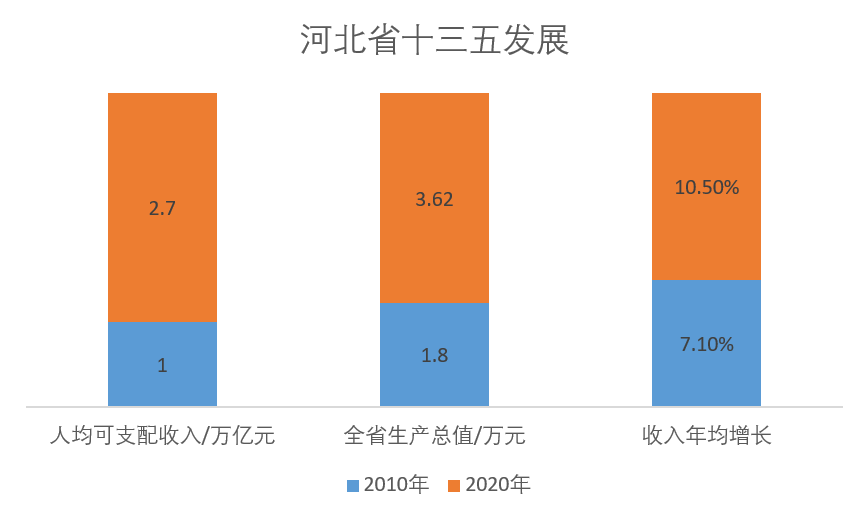 河北省十三五发展
2.7
3.62
10.50%
1
1.8
7.10%
人均可支配收入/万亿元
全省生产总值/万元
收入年均增长
2010年
2020年